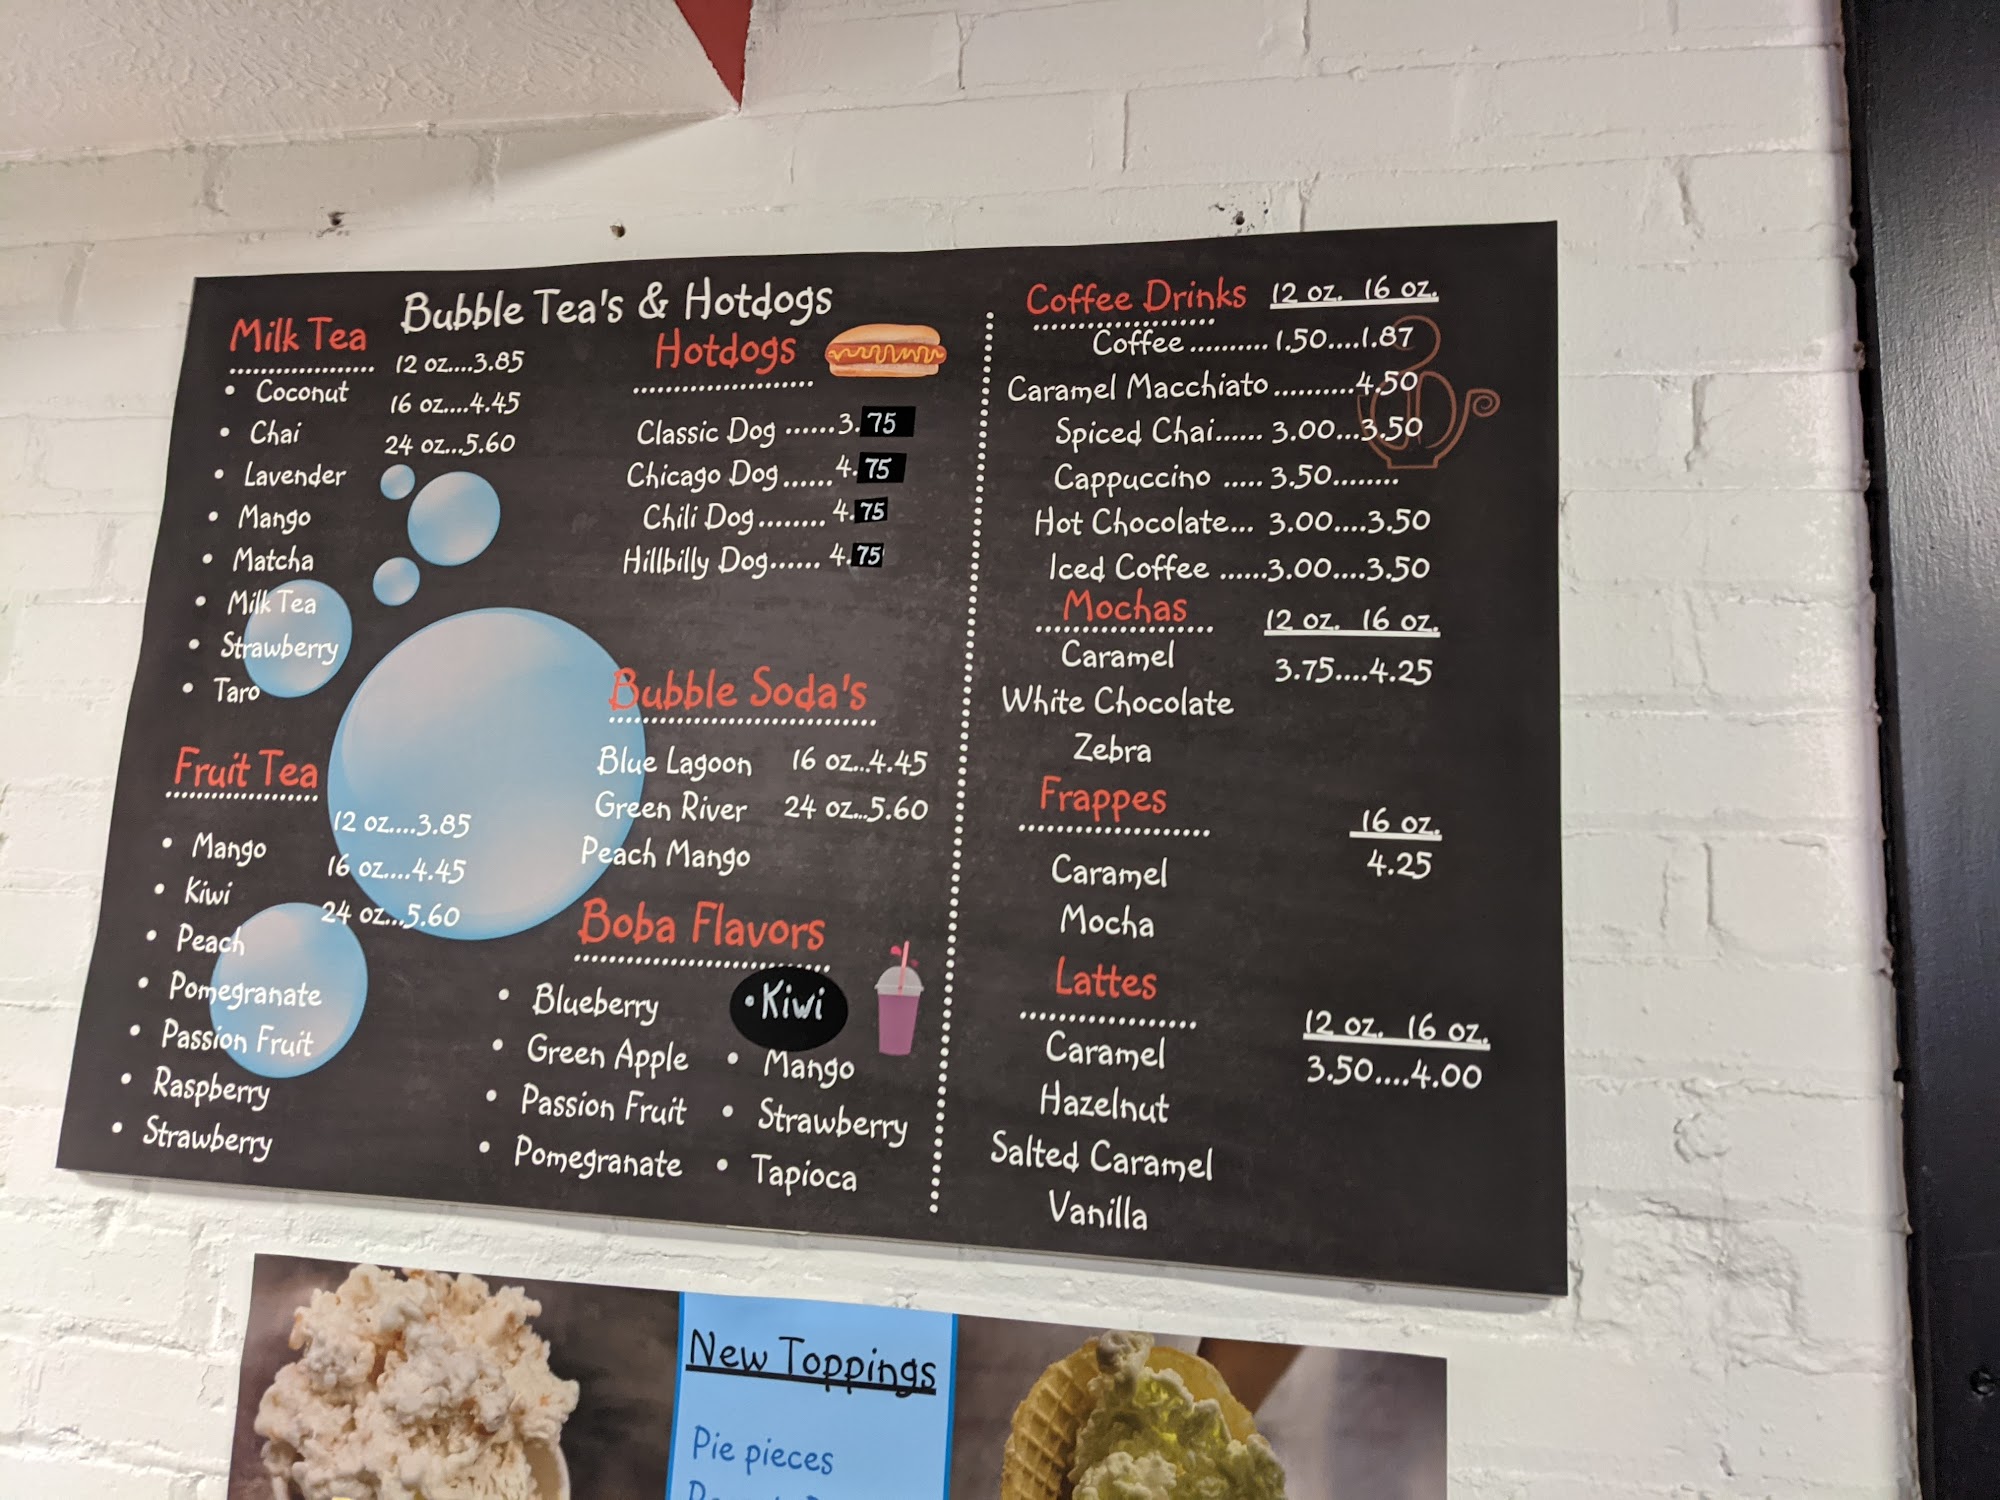 Bubble Tea's & Hotdogs
Milk Tea
12 oz....3.85
16 oz....4.45
24 oz...5.60
• Coconut
• Chai
• Lavender
• Mango
• Matcha
• Milk Tea
• Strawberry
• Taro
Fruit Tea
12 oz....3.85
16 oz....4.45
24 oz...5.60
• Mango
• Kiwi
• Peach
• Pomegranate
• Passion Fruit
• Raspberry
• Strawberry
Hotdogs
Classic Dog ......3.75
Chicago Dog......4.75
Chili Dog........4.75
Hillbilly Dog......4.75
Bubble Soda's
Blue Lagoon 16 oz...4.45
Green River 24 oz...5.60
Peach Mango
Boba Flavors
• Blueberry
• Green Apple
• Passion Fruit
• Pomegranate
• Kiwi
• Mango
• Strawberry
• Tapioca
Coffee Drinks 12 oz. 16 oz.
Coffee ..........1.50....1.87
Caramel Macchiato ..........4.50
Spiced Chai...... 3.00...3.50
Cappuccino ..... 3.50........
Hot Chocolate... 3.00....3.50
Iced Coffee ......3.00....3.50
Mochas 12 oz. 16 oz.
Caramel 3.75....4.25
White Chocolate
Zebra
Frappes 16 oz.
Caramel 4.25
Mocha
Lattes 12 oz. 16 oz.
Caramel 3.50....4.00
Hazelnut
Salted Caramel
Vanilla
New Toppings
Pie pieces